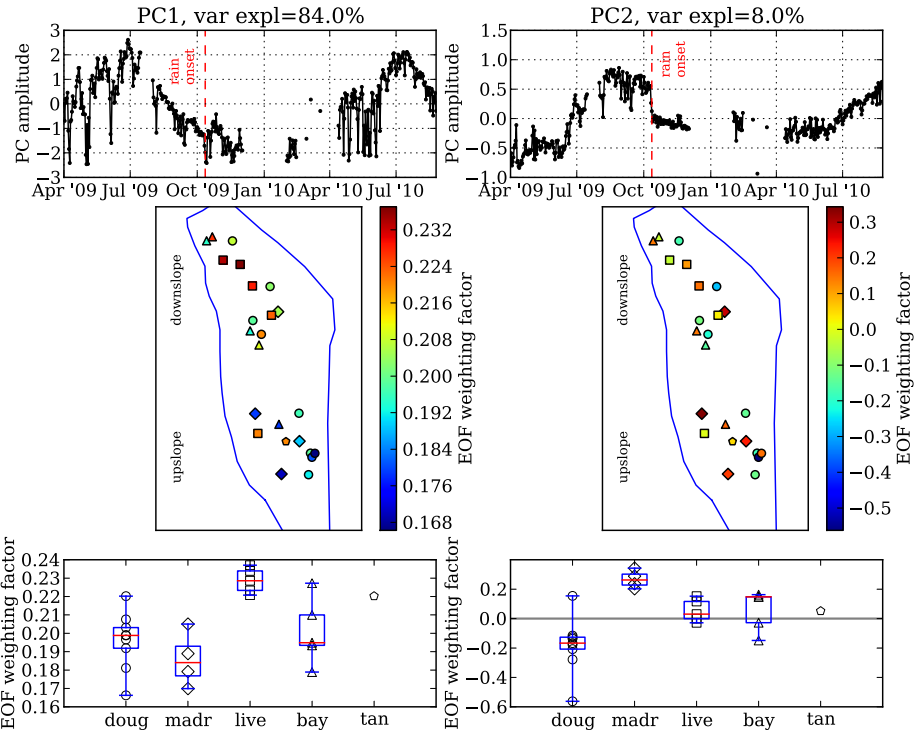 PC1, var expl=84.0%
PC amplitude
3
2
1
0
−1
−2
−3
rain
onset
Apr '09
Jul '09
Oct '09
Jan '10
Apr '10
Jul '10
PC2, var expl=8.0%
PC amplitude
1.5
1.0
0.5
0.0
−0.5
−1.0
rain
onset
Apr '09
Jul '09
Oct '09
Jan '10
Apr '10
Jul '10
downslope
upslope
0.232
0.224
0.216
0.208
0.200
0.192
0.184
0.176
0.168
EOF weighting factor
downslope
upslope
0.3
0.2
0.1
0.0
−0.1
−0.2
−0.3
−0.4
−0.5
EOF weighting factor
EOF weighting factor
0.24
0.23
0.22
0.21
0.20
0.19
0.18
0.17
0.16
doug
madr
live
bay
tan
EOF weighting factor
0.2
0.0
−0.2
−0.4
−0.6
doug
madr
live
bay
tan